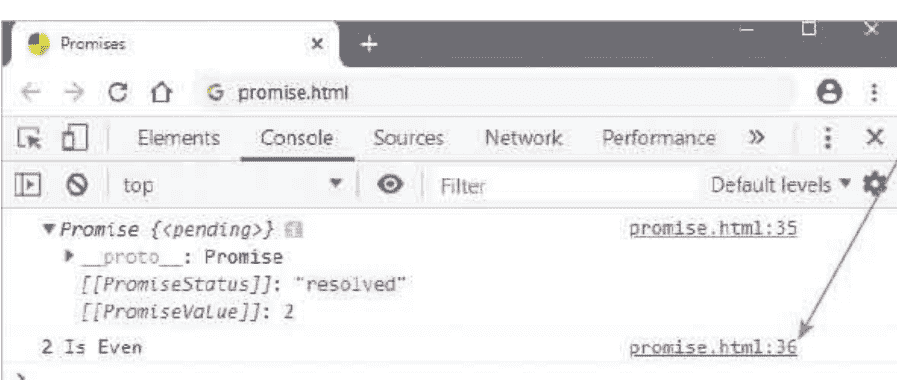 Promises
promise.html
Elements Console Sources Network Performance »
top Filter Default levels
Promise {<pending>} promise.html:35
__proto__: Promise
[[PromiseStatus]]: "resolved"
[[PromiseValue]]: 2
2 Is Even promise.html:36